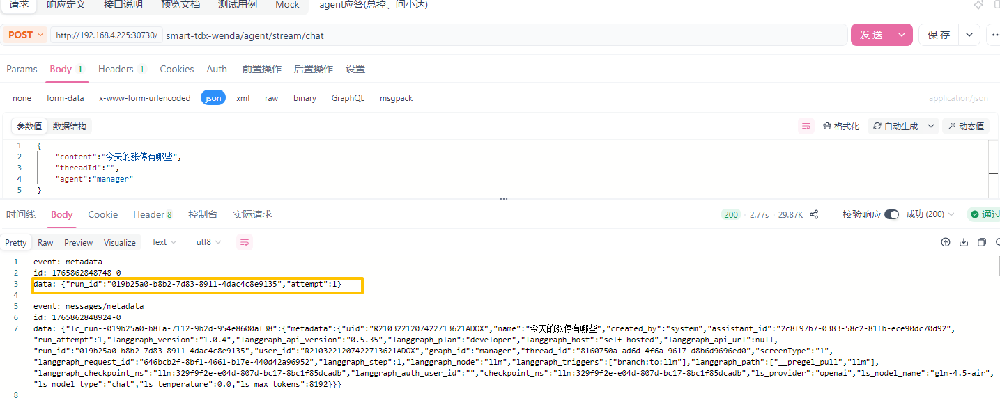 请求 响应定义 接口说明 预览文档 测试用例 Mock agent应答(总控、问小达)
POST http://192.168.4.225:30730/ smart-tdx-wenda/agent/stream/chat 发 送 保 存
Params Body 1 Headers 1 Cookies Auth 前置操作 后置操作 设置
none form-data x-www-form-urlencoded json xml raw binary GraphQL msgpack application/json
参数值 数据结构 格式化 自动生成 动态值
1 {
2 "content":"今天的涨停有哪些",
3 "threadId":"",
4 "agent":"manager"
5 }
时间线 Body Cookie Header 8 控制台 实际请求 200 2.77s 29.87K 校验响应 成功 (200) 通过
Pretty Raw Preview Visualize Text utf8
1 event: metadata
2 id: 1765862848748-0
3 data: {"run_id":"019b25a0-b8b2-7d83-8911-4dac4c8e9135","attempt":1}
4
5 event: messages/metadata
6 id: 1765862848924-0
7 data: {"lc_run--019b25a0-b8fa-7112-9b2d-954e8600af38":{"metadata":{"uid":"R2103221207422713621ADOX","name":"今天的涨停有哪些","created_by":"system","assistant_id":"2c8f97b7-0383-58c2-81fb-ece90dc70d92",
"run_attempt":1,"langgraph_version":"1.0.4","langgraph_api_version":"0.5.35","langgraph_plan":"developer","langgraph_host":"self-hosted","langgraph_api_url":null,
"run_id":"019b25a0-b8b2-7d83-8911-4dac4c8e9135","user_id":"R2103221207422713621ADOX","graph_id":"manager","thread_id":"8160750a-ad6d-4f6a-9617-d8b6d9696ed0","screenType":"1",
"langgraph_request_id":"646bcb2f-8bf1-4661-b17e-440d42a96952","langgraph_step":1,"langgraph_node":"llm","langgraph_triggers":["branch:to:llm"],"langgraph_path":["__pregel_pull","llm"],
"langgraph_checkpoint_ns":"llm:329f9f2e-e04d-807d-bc17-8bc1f85dcadb","langgraph_auth_user_id":"","checkpoint_ns":"llm:329f9f2e-e04d-807d-bc17-8bc1f85dcadb","ls_provider":"openai","ls_model_name":"glm-4.5-air",
"ls_model_type":"chat","ls_temperature":0.0,"ls_max_tokens":8192}}}
8